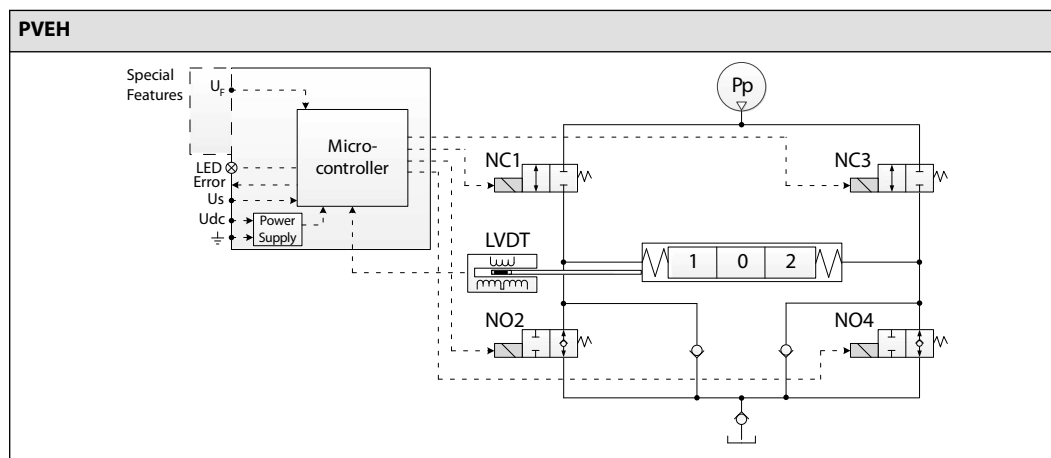 PVEH
Special
Features
U_F
Pp
Micro-
controller
NC1
NC3
LED
Error
Us
Udc
Power
Supply
LVDT
1 0 2
NO2
NO4